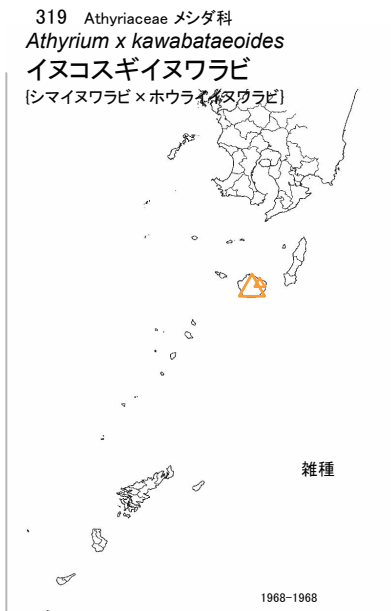 319 Athyriaceae メシダ科
Athyrium x kawabataeoides
イヌコスギイヌワラビ
{シマイヌワラビ × ホウライイヌワラビ}
雑種
1968-1968